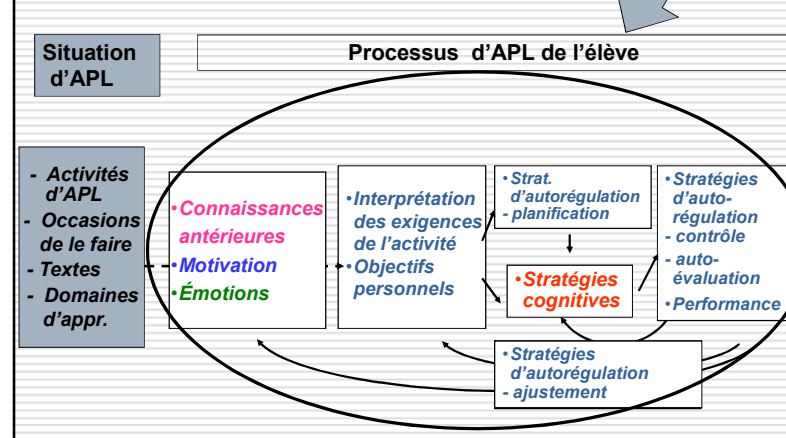 Situation
d’APL
Processus d’APL de l’élève
- Activités
d’APL
- Occasions
de le faire
- Textes
- Domaines
d’appr.
•Connaissances
antérieures
•Motivation
•Émotions
•Interprétation
des exigences
de l’activité
•Objectifs
personnels
•Strat.
d’autorégulation
- planification
•Stratégies
cognitives
•Stratégies
d’auto-
régulation
- contrôle
- auto-
évaluation
•Performance
•Stratégies
d’autorégulation
- ajustement